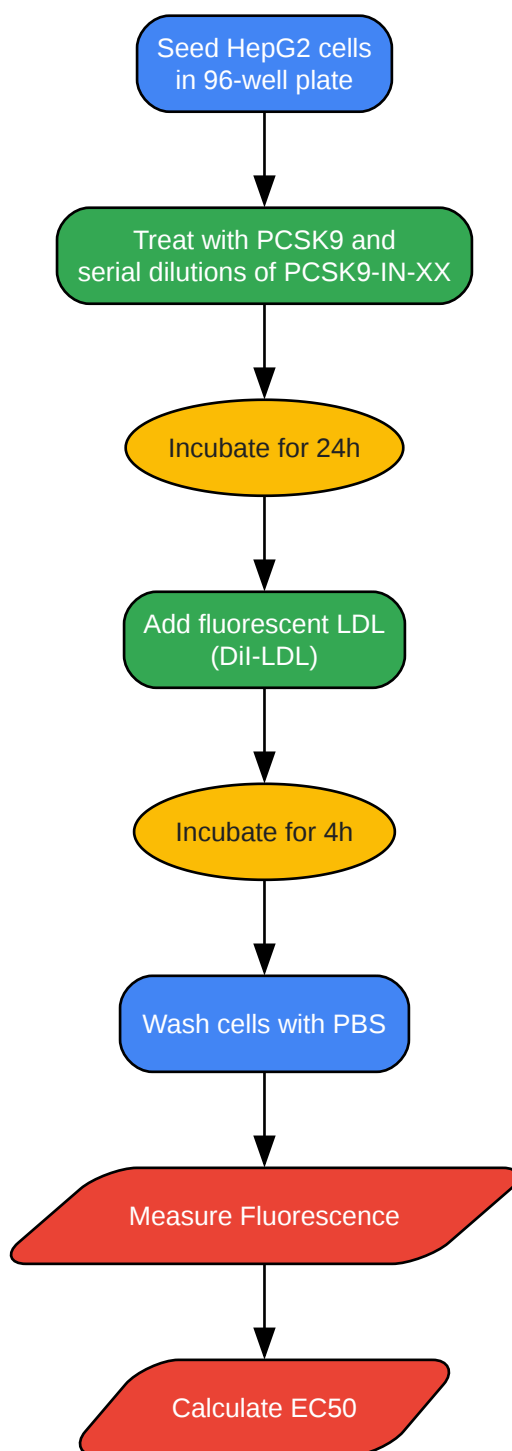 Seed HepG2 cells
in 96-well plate
Treat with PCSK9 and
serial dilutions of PCSK9-IN-XX
Incubate for 24h
Add fluorescent LDL
(DiI-LDL)
Incubate for 4h
Wash cells with PBS
Measure Fluorescence
Calculate EC50